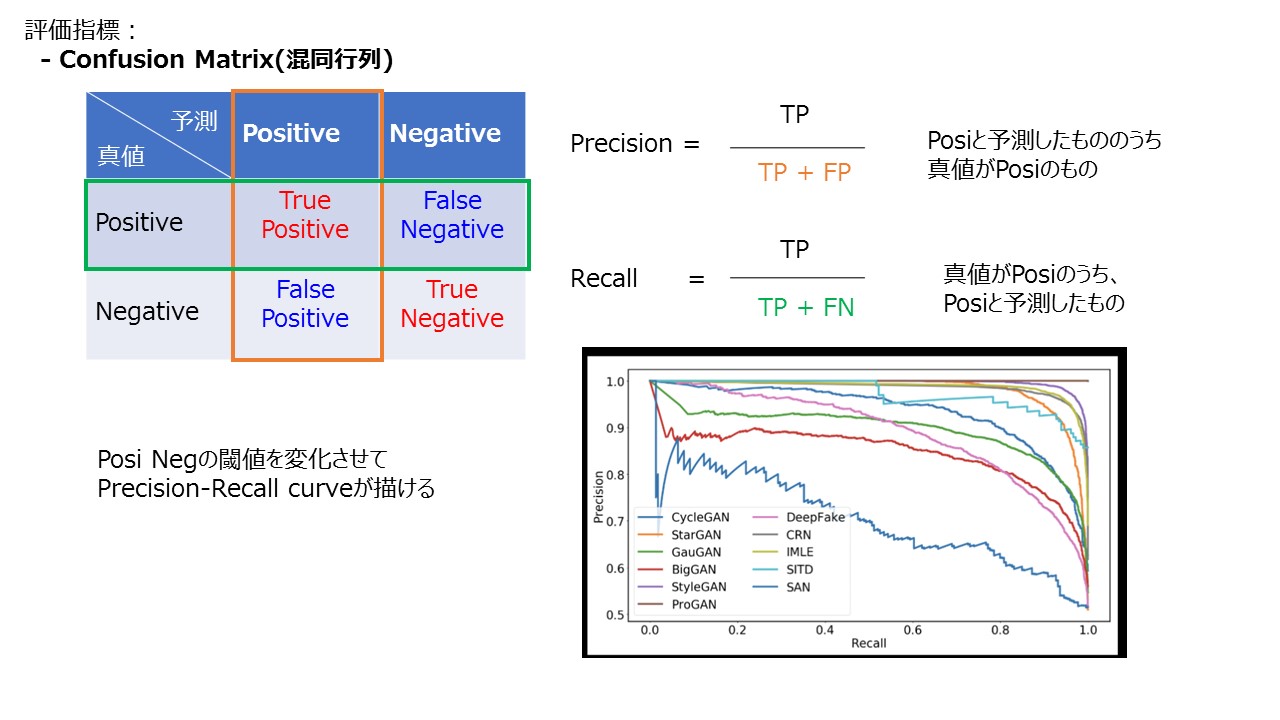 評価指標：
- Confusion Matrix(混同行列)
予測
真値
Positive
Negative
Positive
True
Positive
False
Negative
Negative
False
Positive
True
Negative
Precision =
TP
TP + FP
Posiと予測したもののうち
真値がPosiのもの
Recall =
TP
TP + FN
真値がPosiのうち、
Posiと予測したもの
Posi Negの閾値を変化させて
Precision-Recall curveが描ける
1.0
0.9
0.8
0.7
0.6
0.5
Precision
CycleGAN
StarGAN
GauGAN
BigGAN
StyleGAN
ProGAN
DeepFake
CRN
IMLE
SITD
SAN
0.0 0.2 0.4 0.6 0.8 1.0
Recall